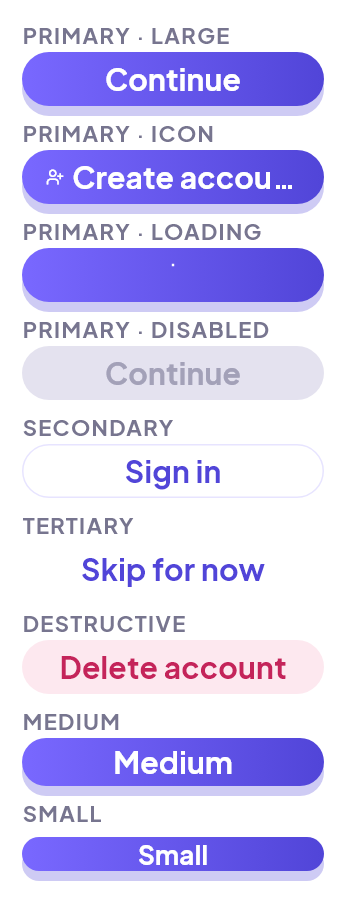 PRIMARY · LARGE
Continue
PRIMARY · ICON
Create accou…
PRIMARY · LOADING
PRIMARY · DISABLED
Continue
SECONDARY
Sign in
TERTIARY
Skip for now
DESTRUCTIVE
Delete account
MEDIUM
Medium
SMALL
Small